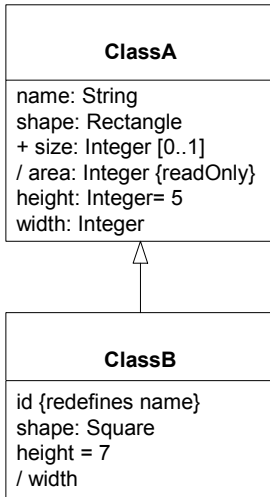 ClassA
name: String
shape: Rectangle
+ size: Integer [0..1]
/ area: Integer {readOnly}
height: Integer= 5
width: Integer
ClassB
id {redefines name}
shape: Square
height = 7
/ width